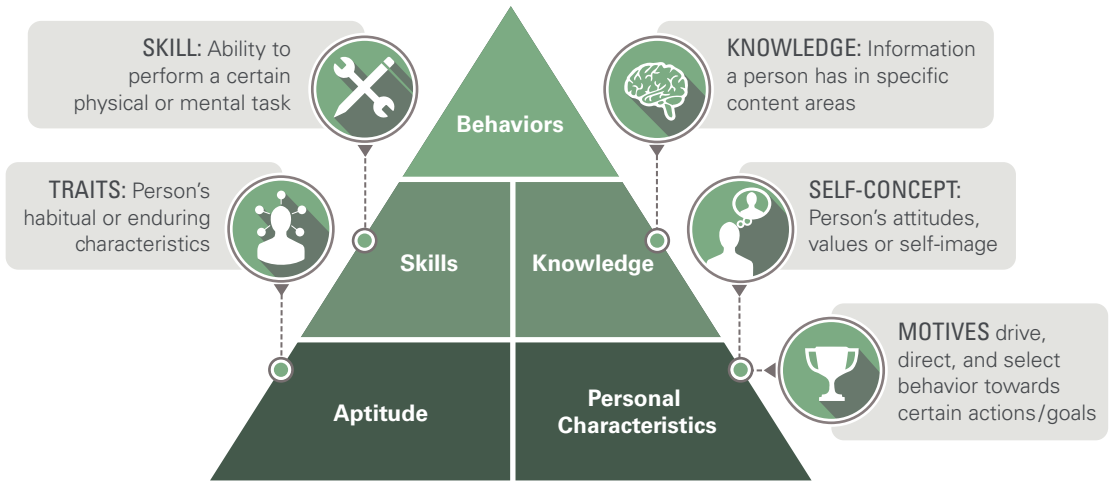 SKILL: Ability to
perform a certain
physical or mental task
KNOWLEDGE: Information
a person has in specific
content areas
Behaviors
TRAITS: Person's
habitual or enduring
characteristics
SELF-CONCEPT:
Person's attitudes,
values or self-image
Skills
Knowledge
MOTIVES drive,
direct, and select
behavior towards
certain actions/goals
Aptitude
Personal
Characteristics